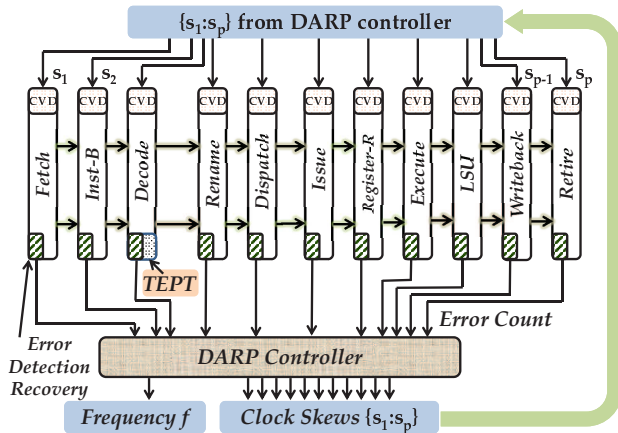 {s1:sp} from DARP controller
s1 s2 sp-1 sp
CVD CVD CVD CVD CVD CVD CVD CVD CVD CVD CVD
Fetch
Inst-B
Decode
Rename
Dispatch
Issue
Register-R
Execute
LSU
Writeback
Retire
TEPT
Error
Detection
Recovery
Error Count
DARP Controller
Frequency f
Clock Skews {s1:sp}